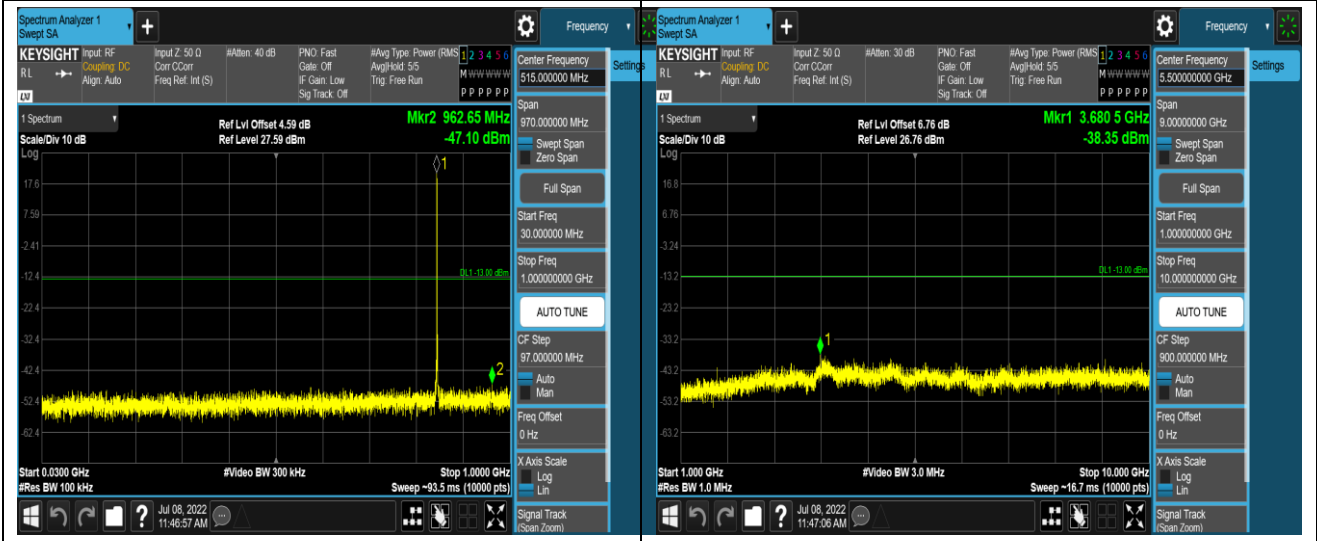 Spectrum Analyzer 1
Swept SA
+
Frequency
KEYSIGHT
RL
LXI
Input: RF
Coupling: DC
Align: Auto
Input Z: 50 Ω
Corr CCorr
Freq Ref: Int (S)
#Atten: 40 dB
PNO: Fast
Gate: Off
IF Gain: Low
Sig Track: Off
#Avg Type: Power (RMS
Avg|Hold: 5/5
Trig: Free Run
1 2 3 4 5 6
M W W W W W
P P P P P P
1 Spectrum
Scale/Div 10 dB
Log
Ref Lvl Offset 4.59 dB
Ref Level 27.59 dBm
Mkr2 962.65 MHz
-47.10 dBm
1
17.6
7.59
-2.41
-12.4
DL1 -13.00 dBm
-22.4
-32.4
-42.4
2
-52.4
-62.4
Start 0.0300 GHz
#Res BW 100 kHz
#Video BW 300 kHz
Stop 1.0000 GHz
Sweep ~93.5 ms (10000 pts)
?
Jul 08, 2022
11:46:57 AM
Center Frequency
515.000000 MHz
Settings
Span
970.000000 MHz
Swept Span
Zero Span
Full Span
Start Freq
30.000000 MHz
Stop Freq
1.000000000 GHz
AUTO TUNE
CF Step
97.000000 MHz
Auto
Man
Freq Offset
0 Hz
X Axis Scale
Log
Lin
Signal Track
(Span Zoom)
Spectrum Analyzer 1
Swept SA
+
Frequency
KEYSIGHT
RL
LXI
Input: RF
Coupling: DC
Align: Auto
Input Z: 50 Ω
Corr CCorr
Freq Ref: Int (S)
#Atten: 30 dB
PNO: Fast
Gate: Off
IF Gain: Low
Sig Track: Off
#Avg Type: Power (RMS
Avg|Hold: 5/5
Trig: Free Run
1 2 3 4 5 6
M W W W W W
P P P P P P
1 Spectrum
Scale/Div 10 dB
Log
Ref Lvl Offset 6.76 dB
Ref Level 26.76 dBm
Mkr1 3.680 5 GHz
-38.35 dBm
16.8
6.76
-3.24
-13.2
DL1 -13.00 dBm
-23.2
-33.2
1
-43.2
-53.2
-63.2
Start 1.000 GHz
#Res BW 1.0 MHz
#Video BW 3.0 MHz
Stop 10.000 GHz
Sweep ~16.7 ms (10000 pts)
?
Jul 08, 2022
11:47:06 AM
Center Frequency
5.500000000 GHz
Settings
Span
9.00000000 GHz
Swept Span
Zero Span
Full Span
Start Freq
1.000000000 GHz
Stop Freq
10.000000000 GHz
AUTO TUNE
CF Step
900.000000 MHz
Auto
Man
Freq Offset
0 Hz
X Axis Scale
Log
Lin
Signal Track
(Span Zoom)